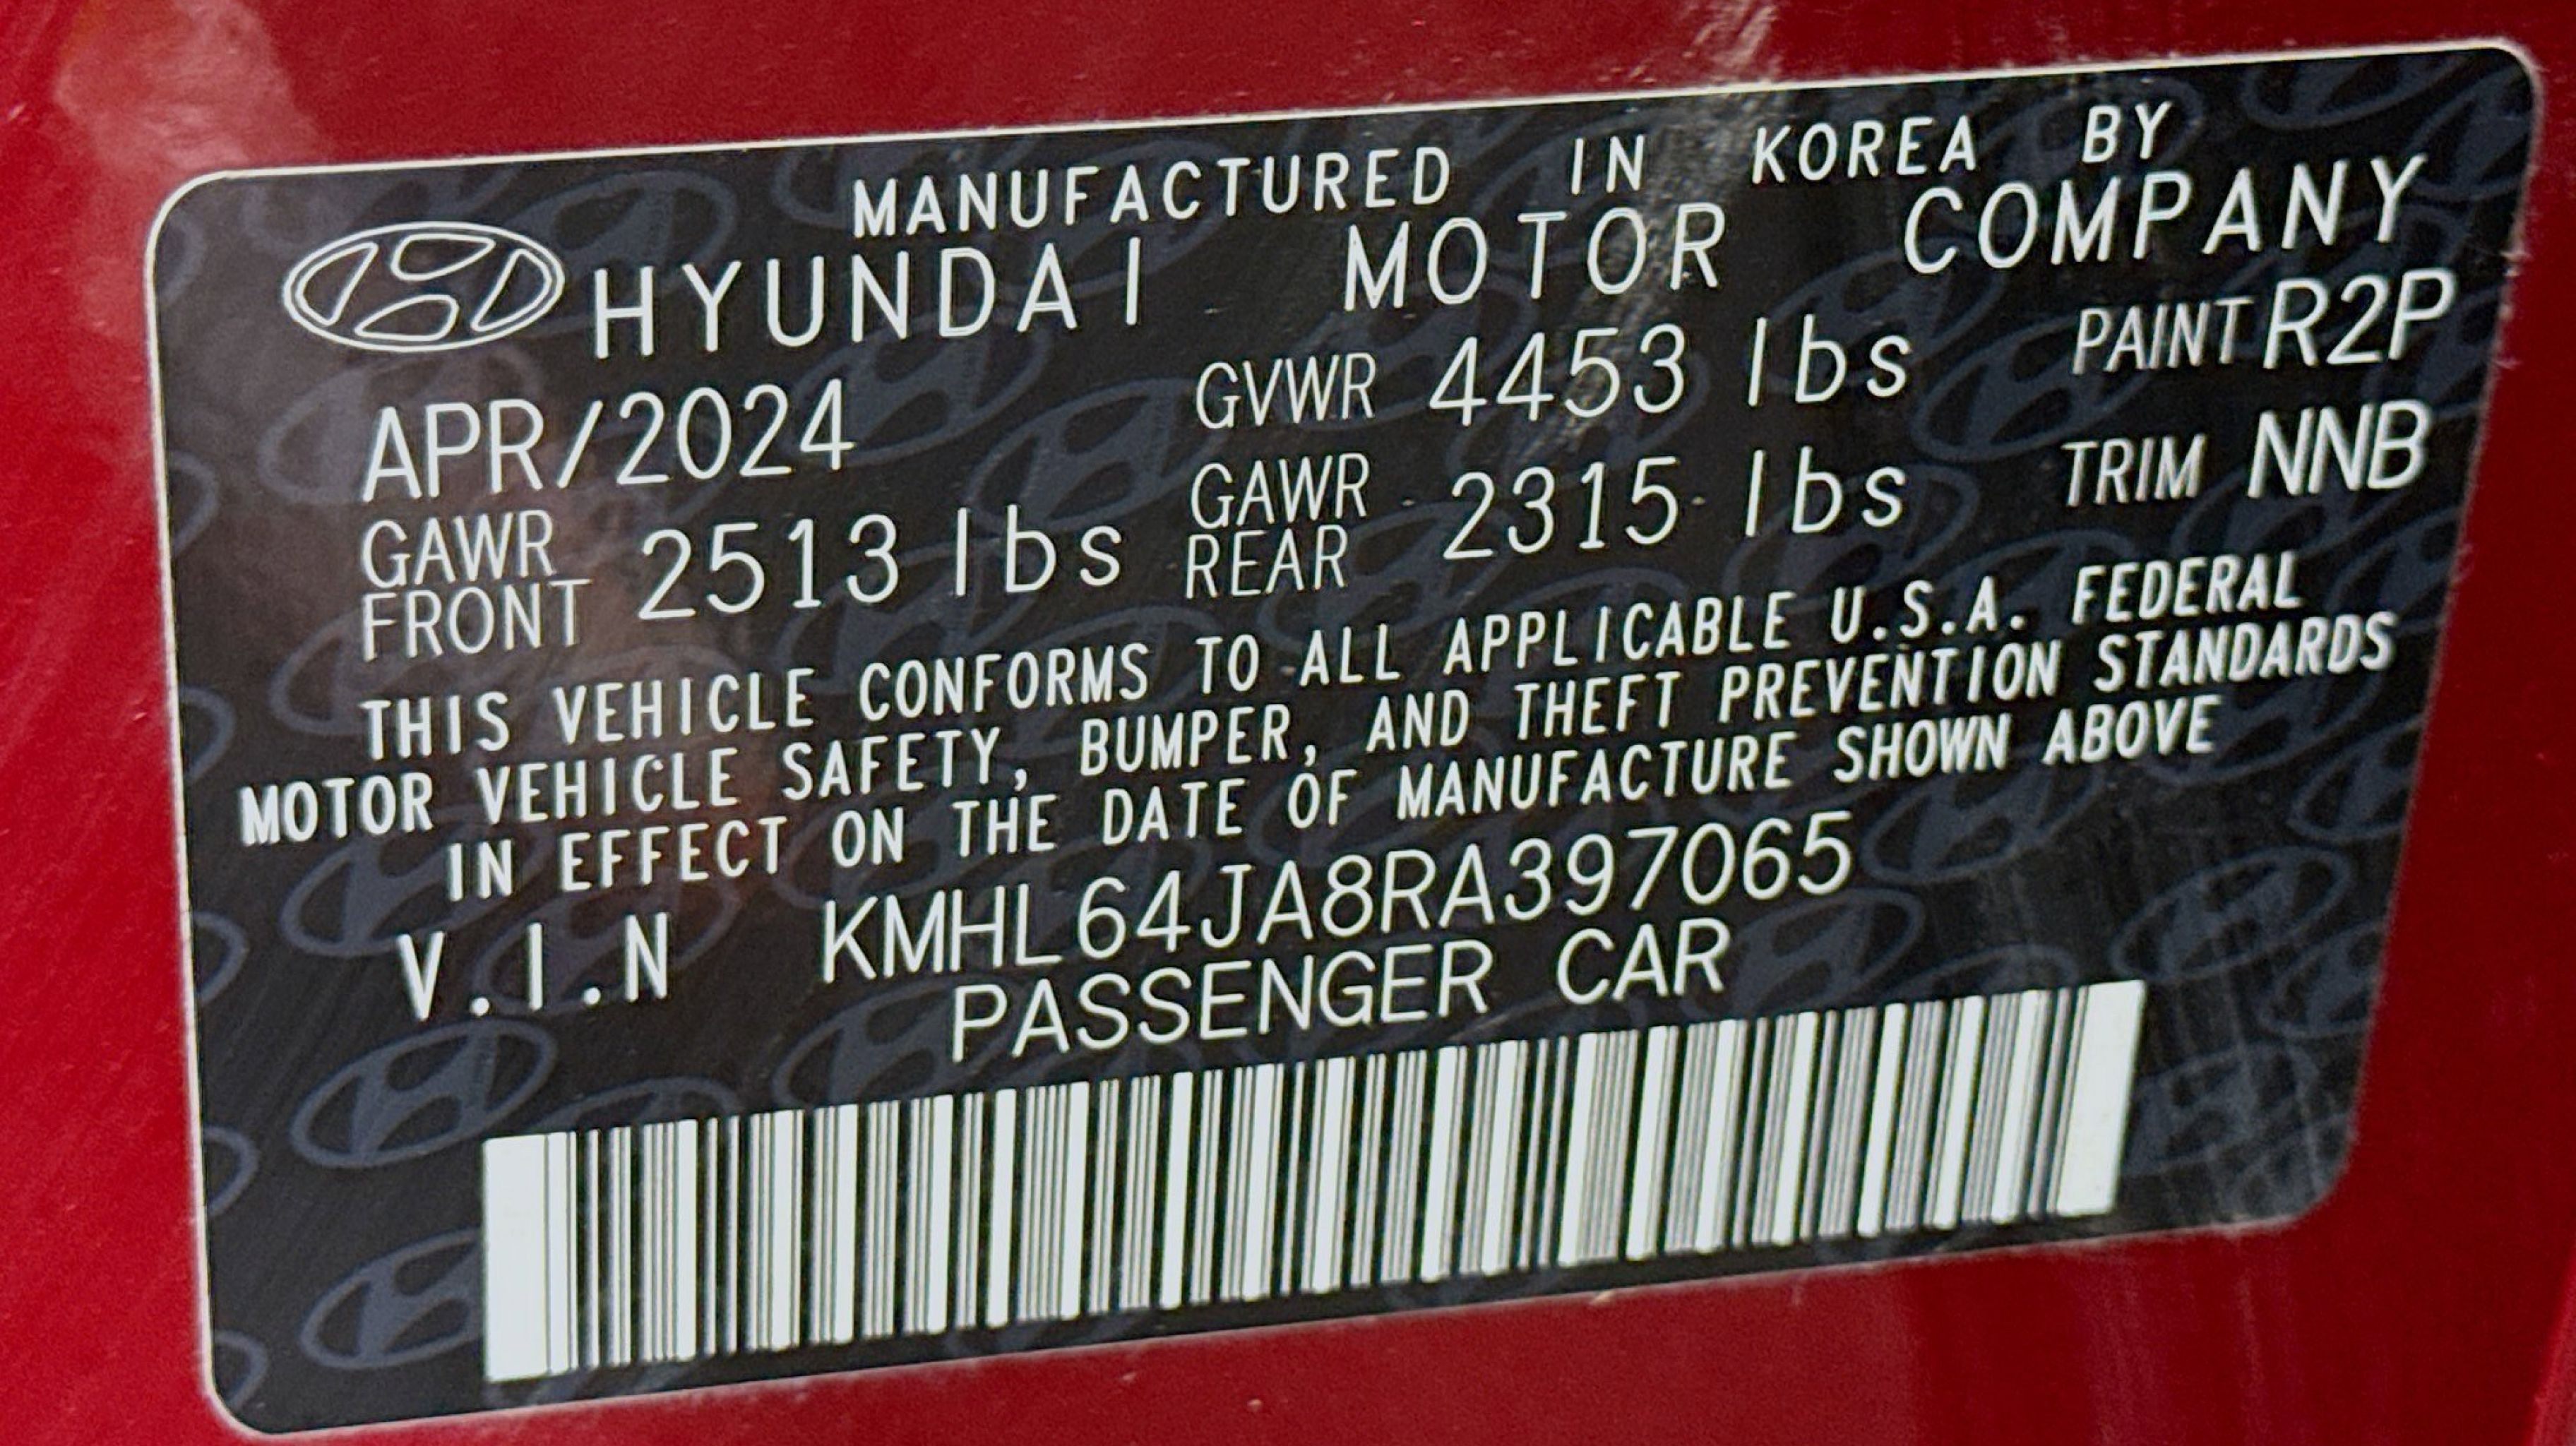 MANUFACTURED IN KOREA BY
HYUNDAI MOTOR COMPANY
APR/2024 GVWR 4453 lbs PAINT R2P
GAWR FRONT 2513 lbs GAWR REAR 2315 lbs TRIM NNB
THIS VEHICLE CONFORMS TO ALL APPLICABLE U.S.A. FEDERAL
MOTOR VEHICLE SAFETY, BUMPER, AND THEFT PREVENTION STANDARDS
IN EFFECT ON THE DATE OF MANUFACTURE SHOWN ABOVE
V.I.N KMHL64JA8RA397065
PASSENGER CAR